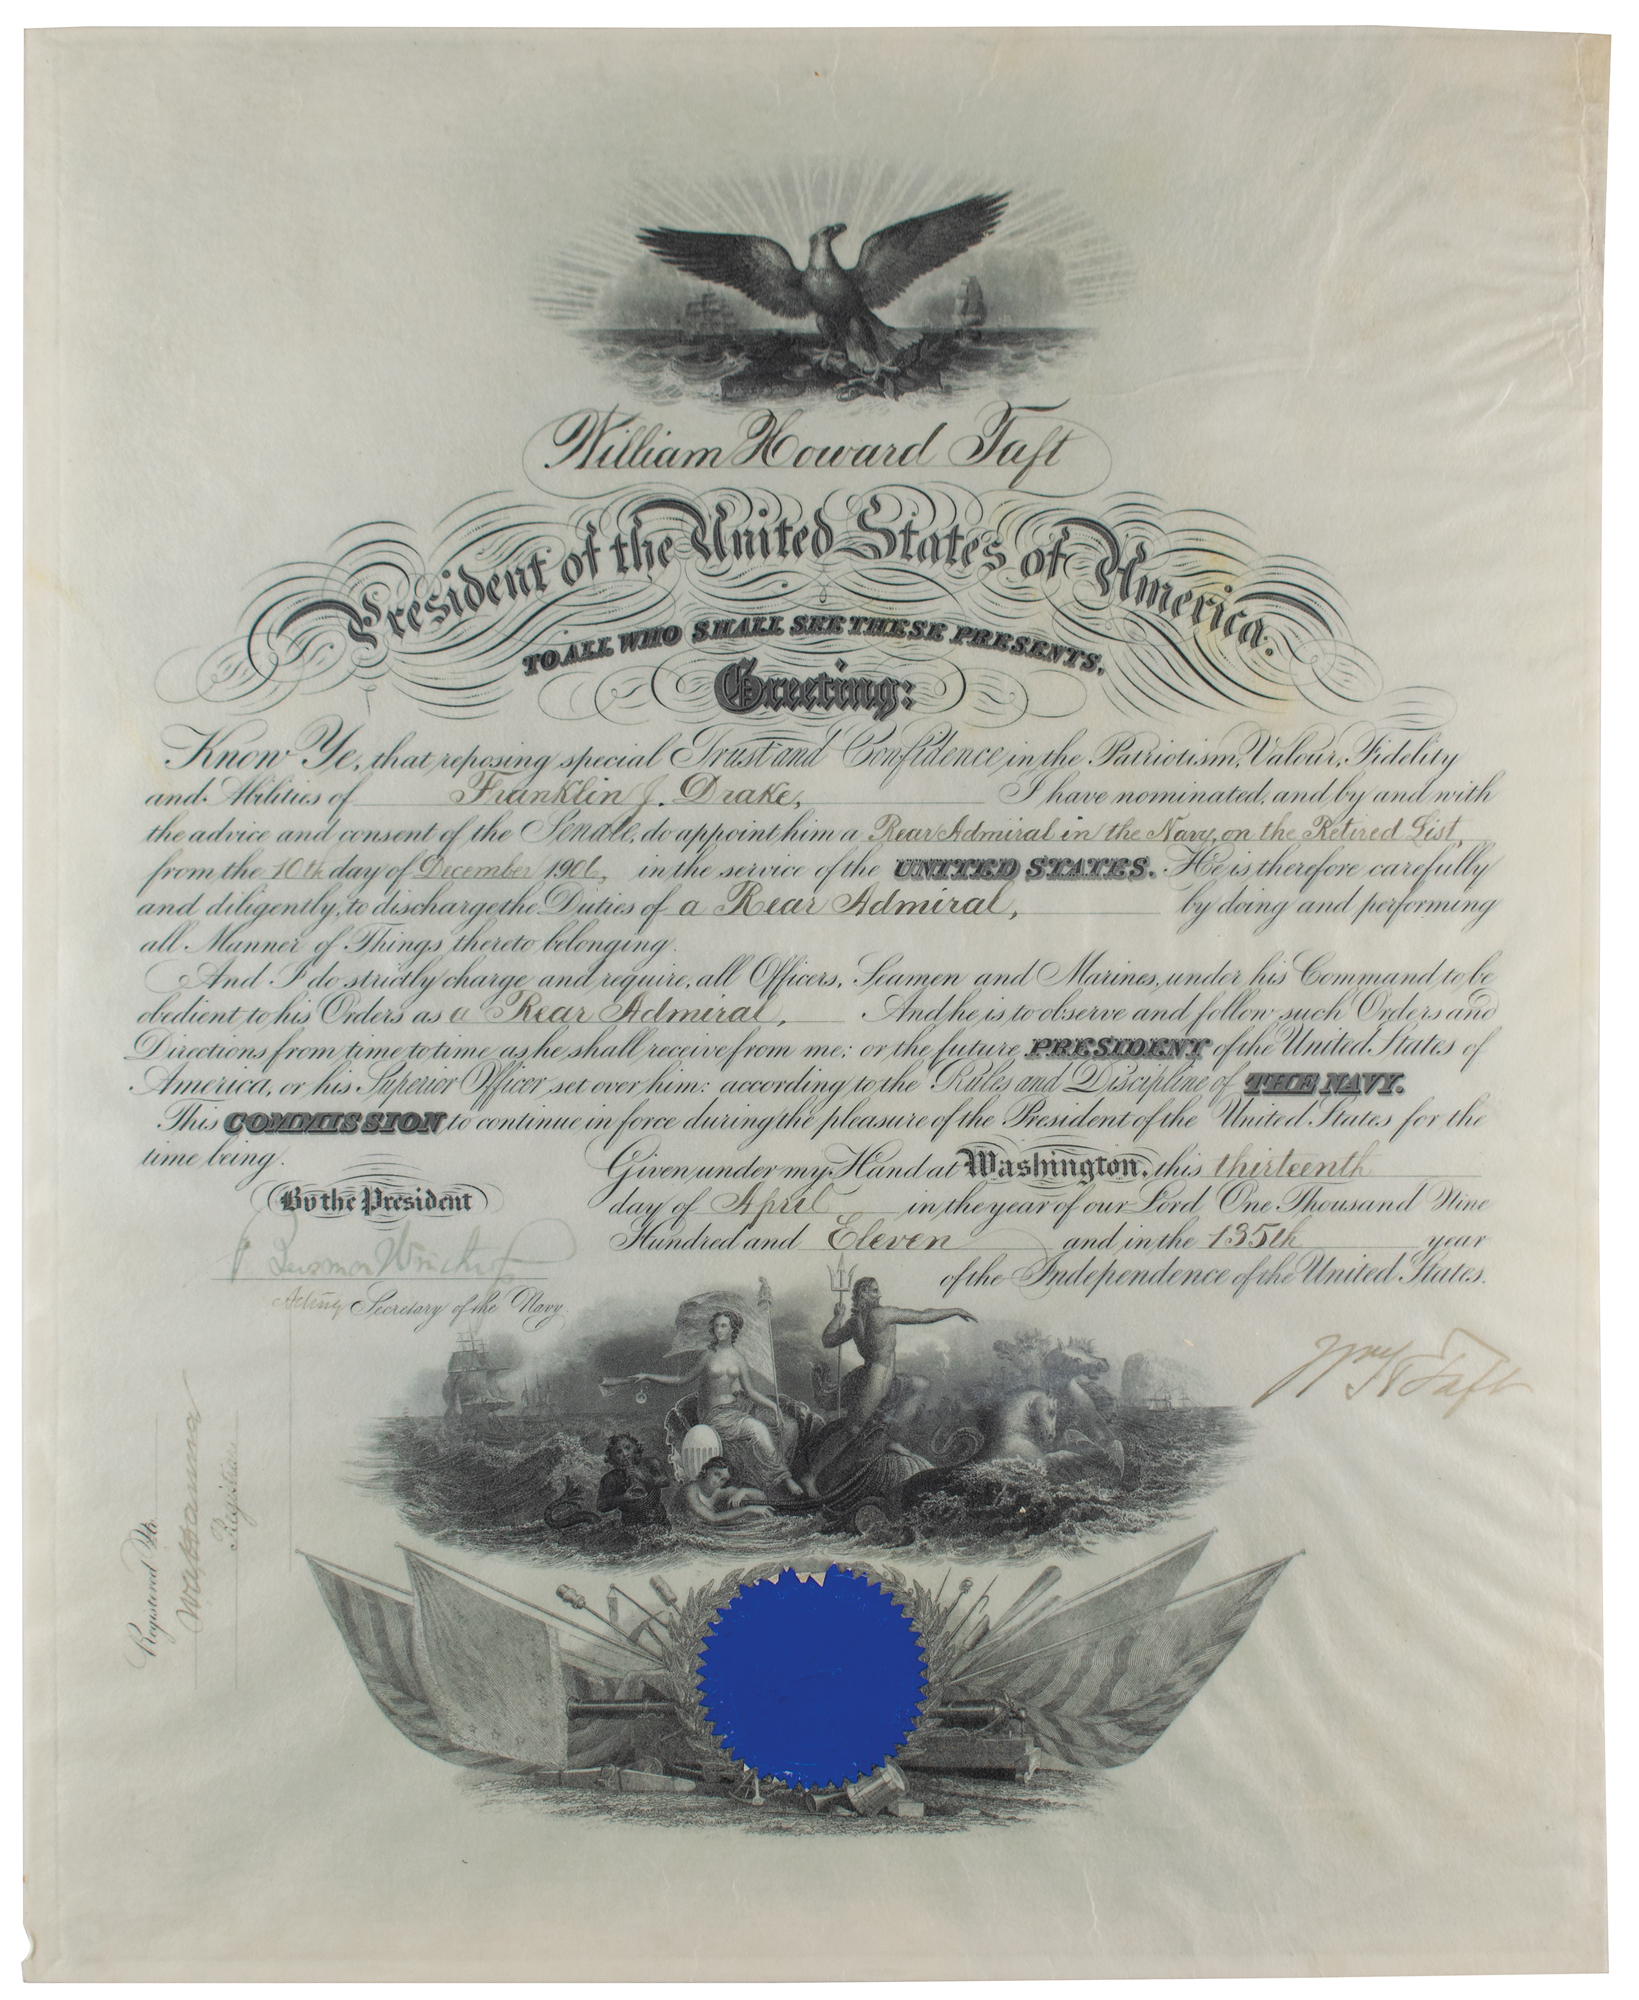 William Howard Taft
President of the United States of America.
TO ALL WHO SHALL SEE THESE PRESENTS,
Greeting:
Know Ye, that reposing special Trust and Confidence in the Patriotism, Valour, Fidelity
and Abilities of Franklin J. Drake, I have nominated, and by and with
the advice and consent of the Senate, do appoint him a Rear Admiral in the Navy, on the Retired List,
from the 10th day of December 1906, in the service of the UNITED STATES. He is therefore carefully
and diligently, to discharge the Duties of a Rear Admiral, by doing and performing
all Manner of Things thereto belonging.
And I do strictly charge and require, all Officers, Seamen and Marines, under his Command to be
obedient to his Orders as a Rear Admiral, And he is to observe and follow such Orders and
Directions from time to time as he shall receive from me; or the future PRESIDENT of the United States of
America, or his Superior Officer set over him: according to the Rules and Discipline of THE NAVY.
This COMMISSION to continue in force during the pleasure of the President of the United States for the
time being.
Given under my Hand at Washington, this thirteenth
By the President
day of April in the year of our Lord One Thousand Nine
Hundred and Eleven and in the 135th year
of the Independence of the United States.
Acting Secretary of the Navy.
Wm H Taft
Registered No.
Register